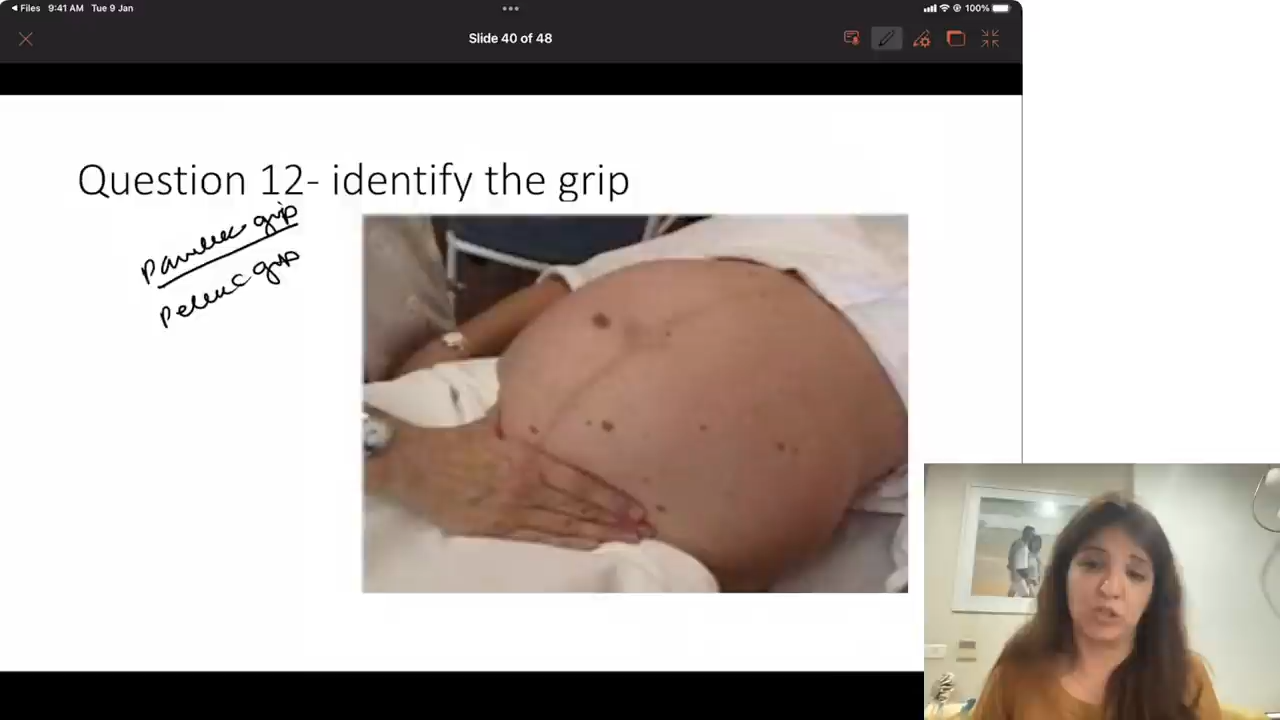 Files 9:41 AM Tue 9 Jan
100%
Slide 40 of 48
Question 12- identify the grip
grip
Pelvic grip